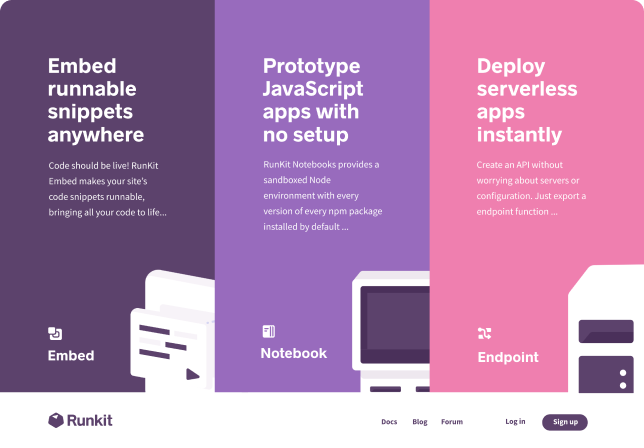 Embed
runnable
snippets
anywhere
Code should be live! RunKit
Embed makes your site's
code snippets runnable,
bringing all your code to life...
Embed
Prototype
JavaScript
apps with
no setup
RunKit Notebooks provides a
sandboxed Node
environment with every
version of every npm package
installed by default ...
Notebook
Deploy
serverless
apps
instantly
Create an API without
worrying about servers or
configuration. Just export a
endpoint function ...
Endpoint
Runkit
Docs
Blog
Forum
Log in
Sign up